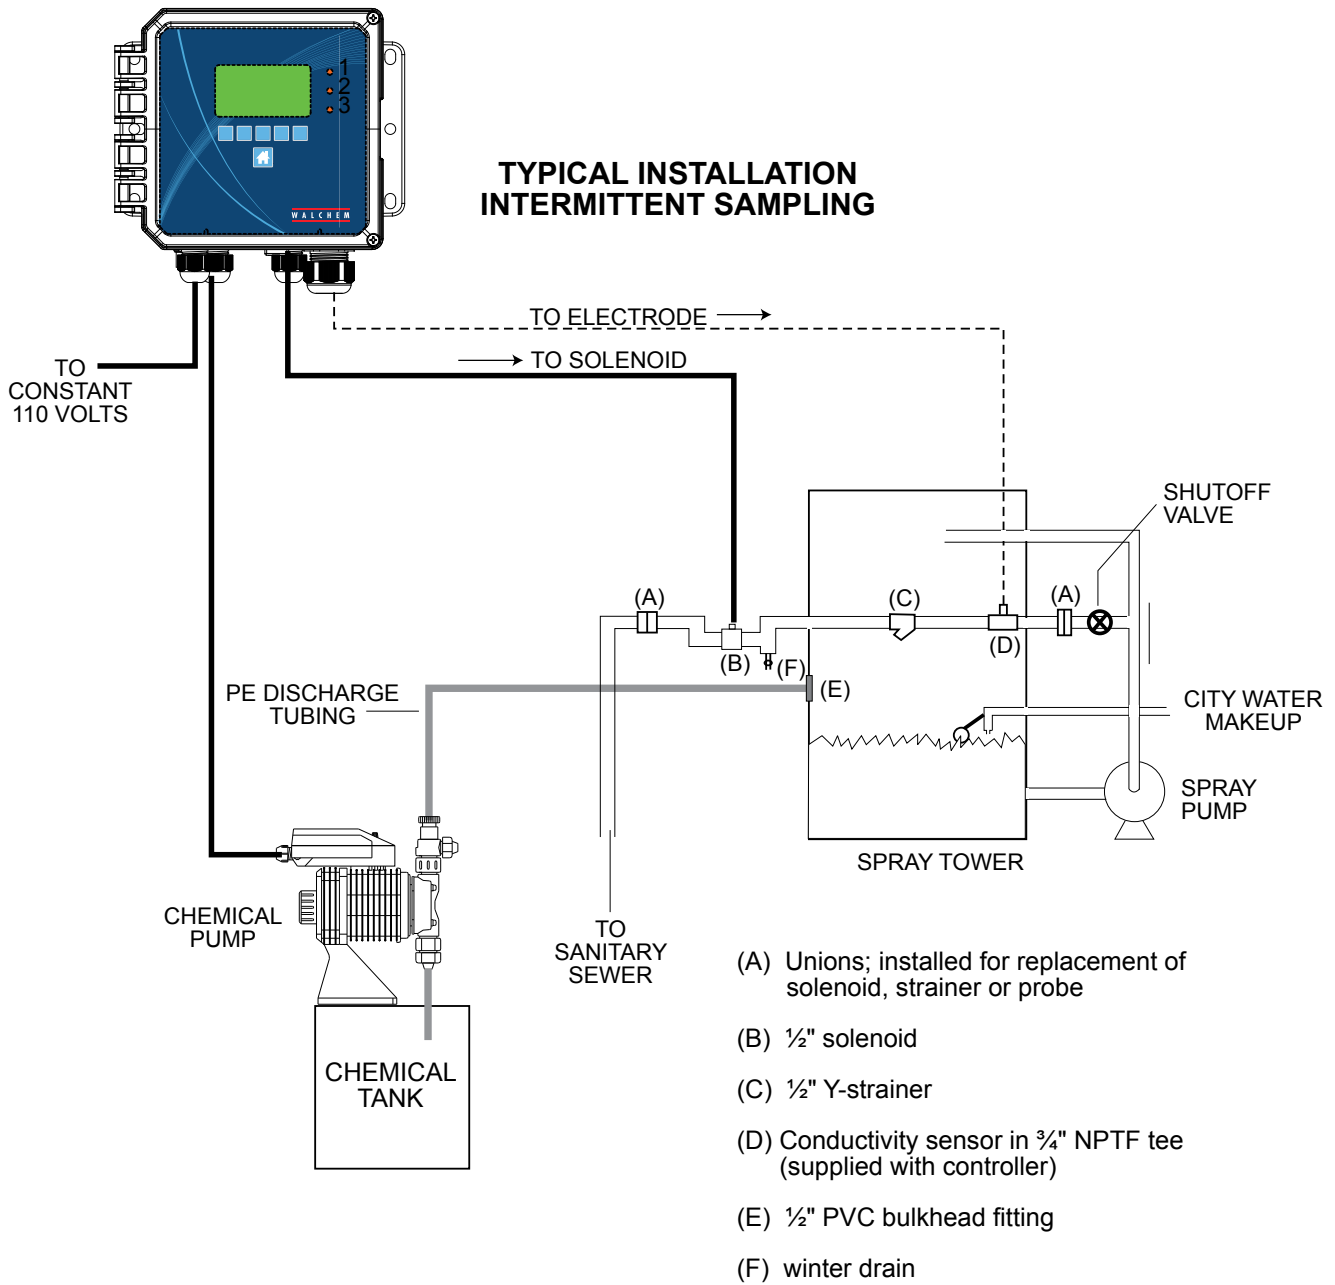 1
2
3
WALCHEM
TYPICAL INSTALLATION
INTERMITTENT SAMPLING
TO ELECTRODE
TO SOLENOID
TO
CONSTANT
110 VOLTS
SHUTOFF
VALVE
(A)
(C)
(A)
(B)
(F)
(D)
(E)
PE DISCHARGE
TUBING
CITY WATER
MAKEUP
SPRAY
PUMP
SPRAY TOWER
CHEMICAL
PUMP
TO
SANITARY
SEWER
CHEMICAL
TANK
(A) Unions; installed for replacement of
solenoid, strainer or probe
(B) ½" solenoid
(C) ½" Y-strainer
(D) Conductivity sensor in ¾" NPTF tee
(supplied with controller)
(E) ½" PVC bulkhead fitting
(F) winter drain